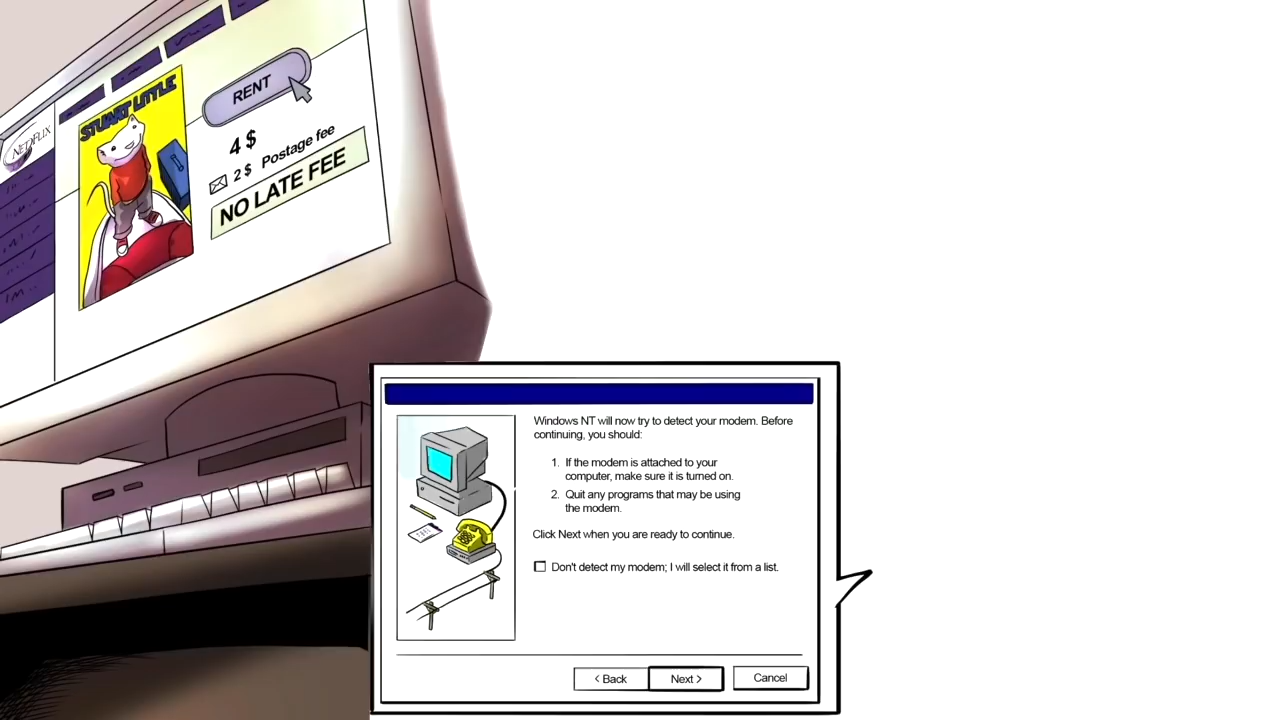 NETFLIX
STUART LITTLE
RENT
4 $
2 $ Postage fee
NO LATE FEE
Windows NT will now try to detect your modem. Before
continuing, you should:
1. If the modem is attached to your
computer, make sure it is turned on.
2. Quit any programs that may be using
the modem.
Click Next when you are ready to continue.
Don't detect my modem; I will select it from a list.
< Back
Next >
Cancel